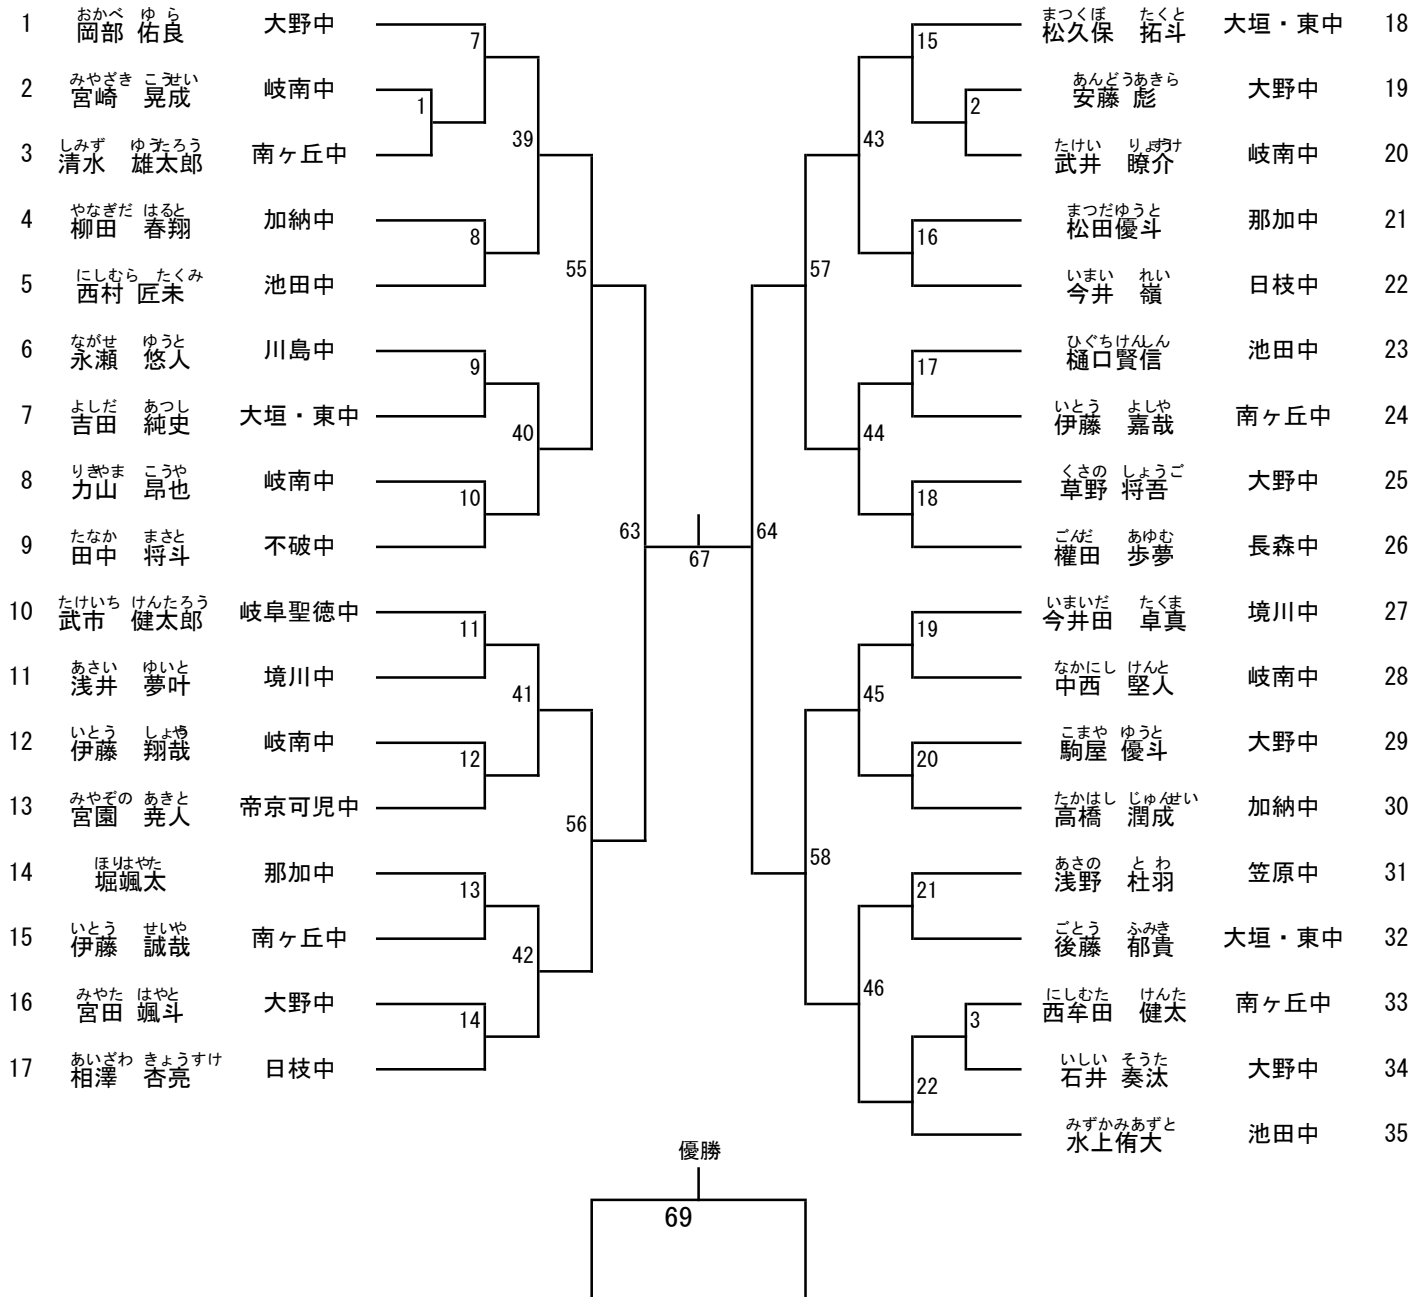 おかべ ゆ ら まつくぼ たくと
1 岡部 佑良 大野中 7 15 松久保 拓斗 大垣・東中 18
みやざき こうせい あんどうあきら
2 宮崎 晃成 岐南中 1 2 安藤 彪 大野中 19
しみず ゆうたろう 39 43 たけい りょうすけ
3 清水 雄太郎 南ヶ丘中 武井 瞭介 岐南中 20
やなぎだ はると まつだゆうと
4 柳田 春翔 加納中 8 16 松田優斗 那加中 21
にしむら たくみ 55 57 いまい れい
5 西村 匠未 池田中 今井 嶺 日枝中 22
ながせ ゆうと ひぐちけんしん
6 永瀬 悠人 川島中 9 17 樋口賢信 池田中 23
よしだ あつし いとう よしや
7 吉田 純史 大垣・東中 40 44 伊藤 嘉哉 南ヶ丘中 24
りきやま こうや くさの しょうご
8 力山 昂也 岐南中 10 18 草野 将吾 大野中 25
たなか まさと 63 64 ごんだ あゆむ
9 田中 将斗 不破中 67 權田 歩夢 長森中 26
たけいち けんたろう いまいだ たくま
10 武市 健太郎 岐阜聖徳中 11 19 今井田 卓真 境川中 27
あさい ゆいと なかにし けんと
11 浅井 夢叶 境川中 41 45 中西 堅人 岐南中 28
いとう しょうや こまや ゆうと
12 伊藤 翔哉 岐南中 12 20 駒屋 優斗 大野中 29
みやぞの あきと たかはし じゅんせい
13 宮園 尭人 帝京可児中 56 高橋 潤成 加納中 30
ほりはやた 58 あさの と わ
14 堀颯太 那加中 13 21 浅野 杜羽 笠原中 31
いとう せいや ごとう ふみき
15 伊藤 誠哉 南ヶ丘中 42 後藤 郁貴 大垣・東中 32
みやた はやと 46 にしむた けんた
16 宮田 颯斗 大野中 14 3 西牟田 健太 南ヶ丘中 33
あいざわ きょうすけ いしい そうた
17 相澤 杏亮 日枝中 22 石井 奏汰 大野中 34
みずかみあずと
水上侑大 池田中 35
優勝
69